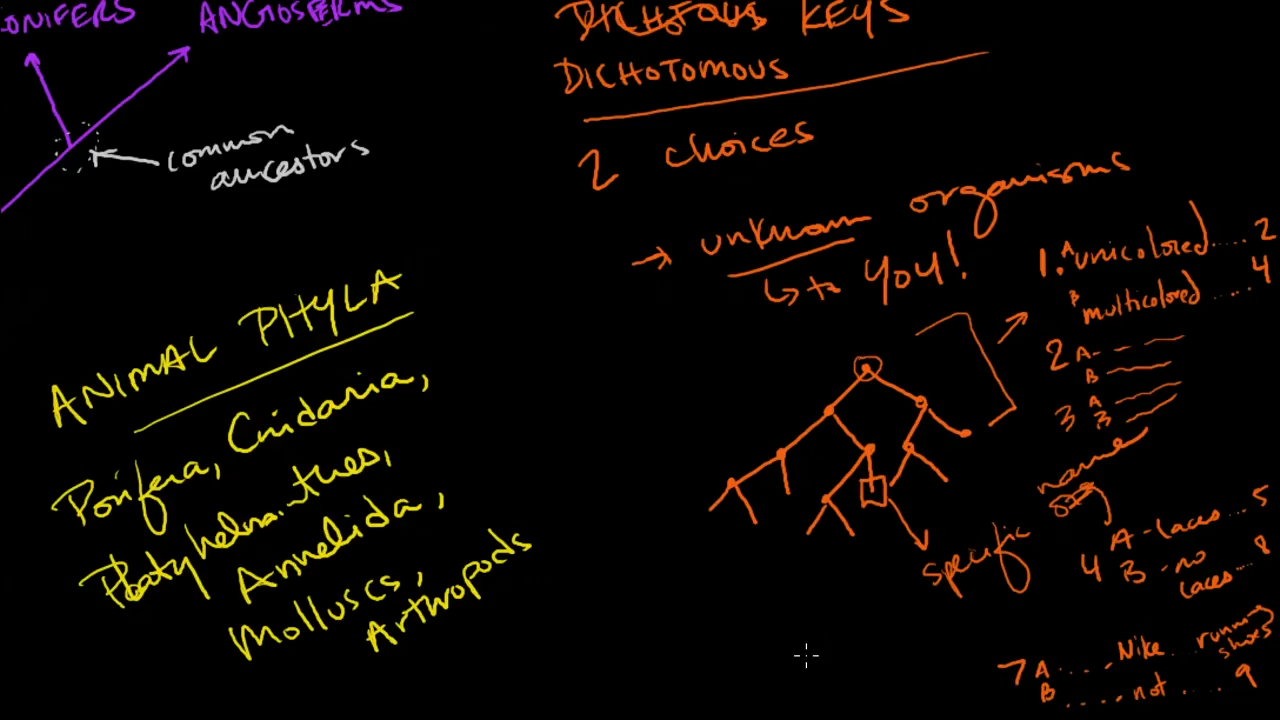 ONIFERS
ANGIOSPERMS
common
ancestors
ANIMAL PHYLA
Porifera, Cnidaria,
Platyhelminthes,
Annelida,
Molluscs,
Arthropods
KEYS
DICHOTOMOUS
2 choices
→ unknown organisms
↳ to you!
1. A unicolored ..... 2
B multicolored ..... 4
2 A-
B
3 A
B
name
specific
4 A - laces ... 5
B - no
laces ... 8
7 A .... Nike running
shoes
B ..... not ..... 9